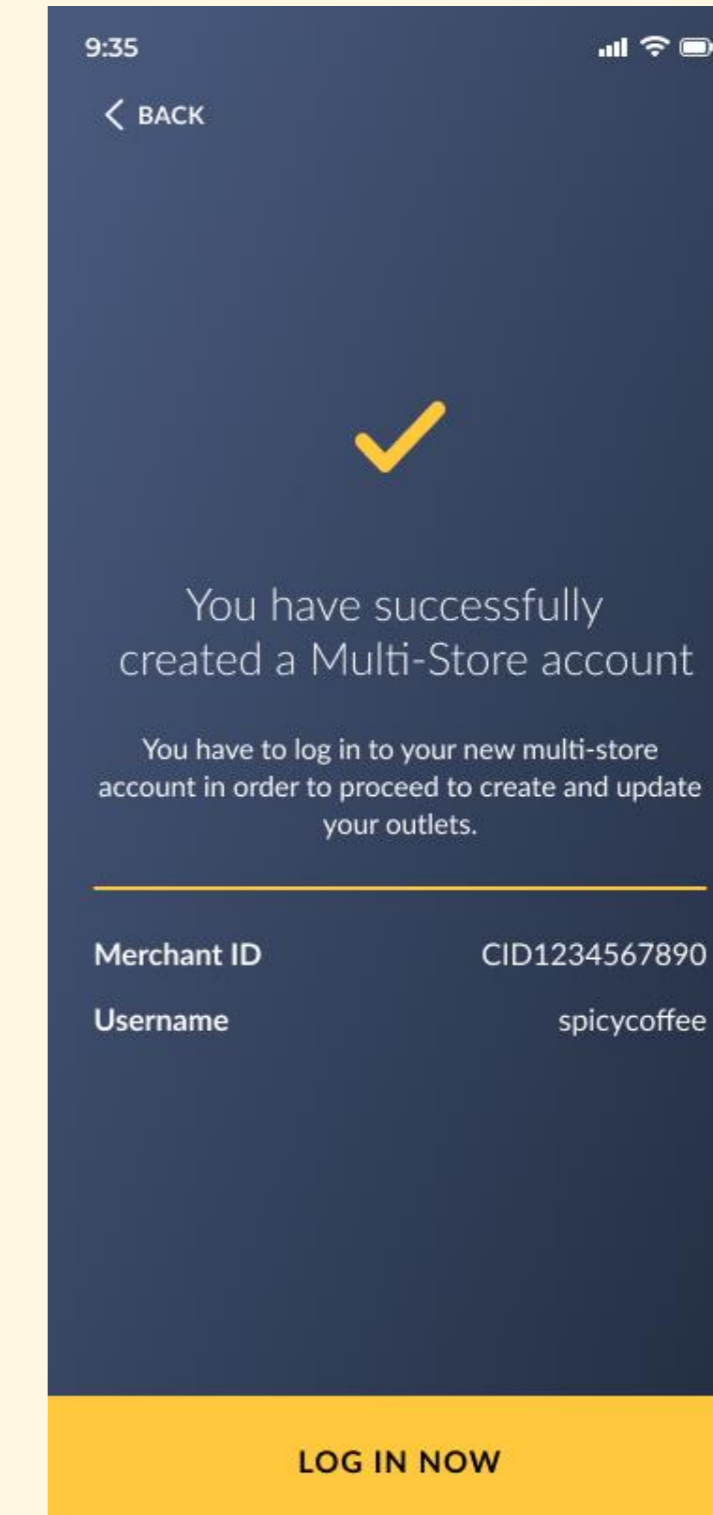 9:35
BACK
You have successfully
created a Multi-Store account
You have to log in to your new multi-store
account in order to proceed to create and update
your outlets.
Merchant ID CID1234567890
Username spicycoffee
LOG IN NOW